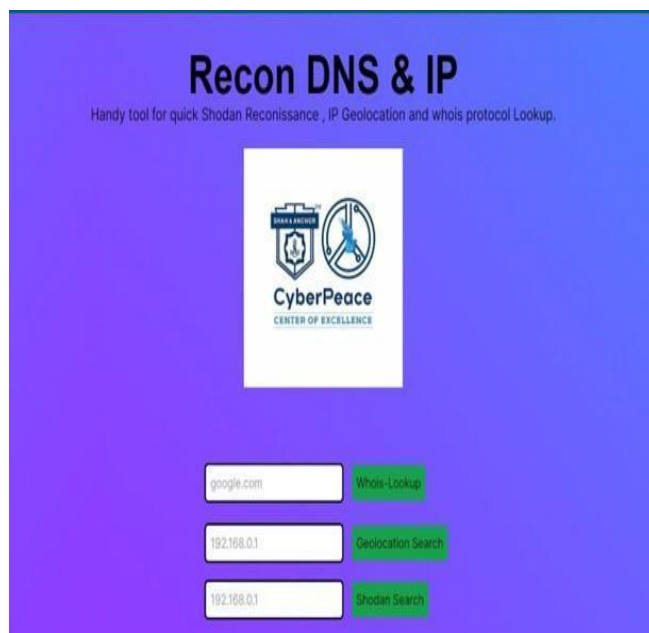 Recon DNS & IP
Handy tool for quick Shodan Reconissance , IP Geolocation and whois protocol Lookup.
SHAH & ANCHOR
CyberPeace
CENTER OF EXCELLENCE
google.com Whois-Lookup
192.168.0.1 Geolocation Search
192.168.0.1 Shodan Search